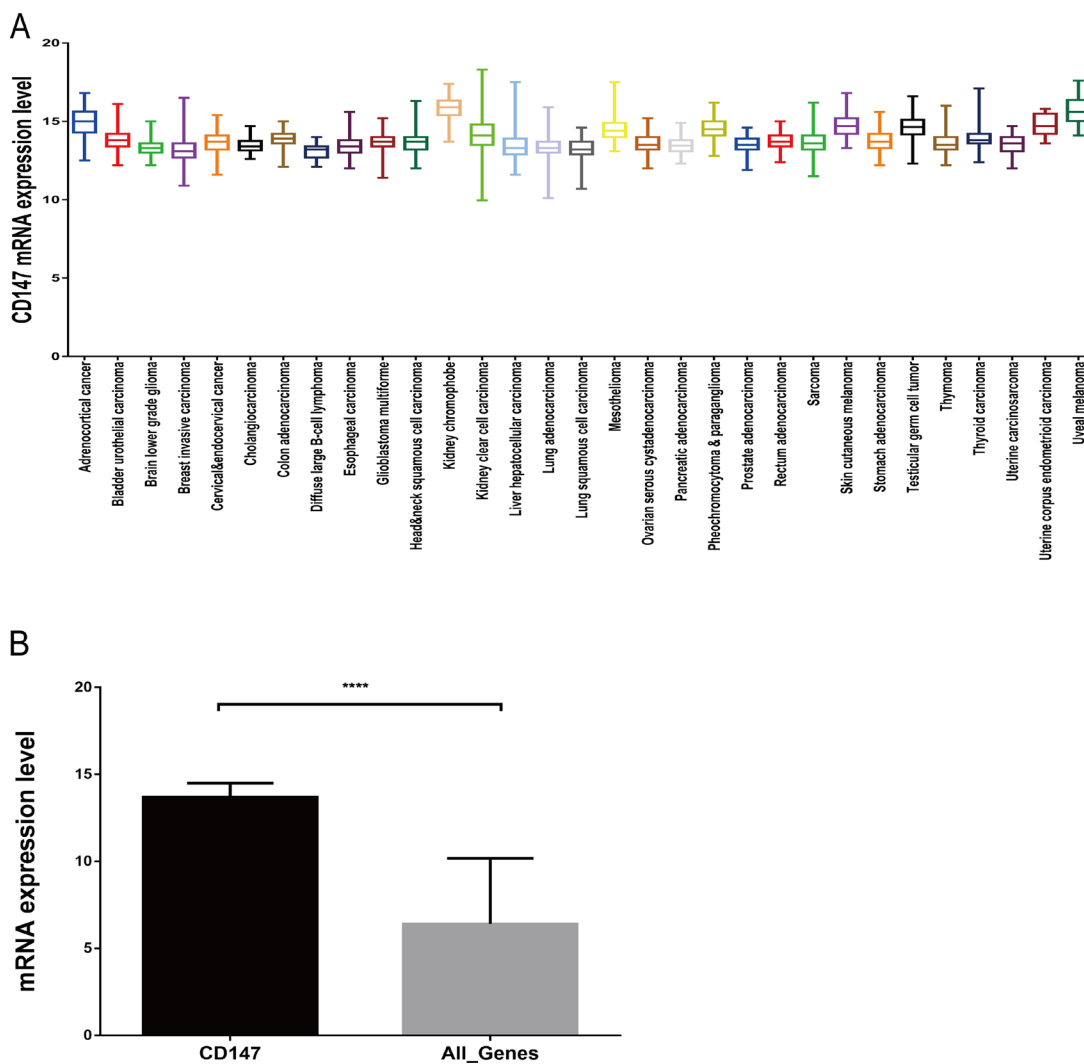 A
CD147 mRNA expression level
20
15
10
5
0
Adrenocortical cancer
Bladder urothelial carcinoma
Brain lower grade glioma
Breast invasive carcinoma
Cervical&endocervical cancer
Cholangiocarcinoma
Colon adenocarcinoma
Diffuse large B-cell lymphoma
Esophageal carcinoma
Glioblastoma multiforme
Head&neck squamous cell carcinoma
Kidney chromophobe
Kidney clear cell carcinoma
Liver hepatocellular carcinoma
Lung adenocarcinoma
Lung squamous cell carcinoma
Mesothelioma
Ovarian serous cystadenocarcinoma
Pancreatic adenocarcinoma
Pheochromocytoma & paraganglioma
Prostate adenocarcinoma
Rectum adenocarcinoma
Sarcoma
Skin cutaneous melanoma
Stomach adenocarcinoma
Testicular germ cell tumor
Thymoma
Thyroid carcinoma
Uterine carcinosarcoma
Uterine corpus endometrioid carcinoma
Uveal melanoma
B
mRNA expression level
20
15
10
5
0
****
CD147
All_Genes